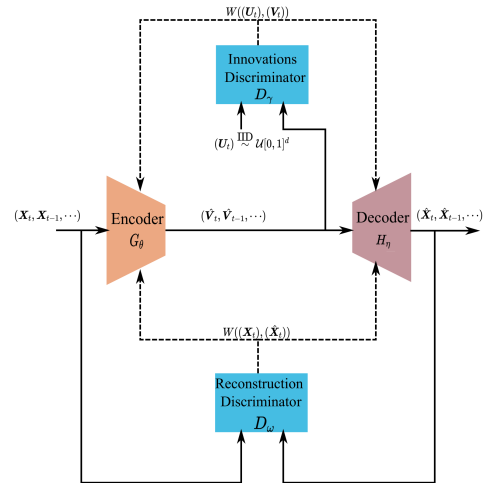 W((U_t),(V_t))
Innovations
Discriminator
D_γ
(U_t) IID ∼ 𝒰[0,1]^d
(X_t, X_{t−1}, ⋯)
Encoder
G_θ
(V̂_t, V̂_{t−1}, ⋯)
Decoder
H_η
(X̂_t, X̂_{t−1}, ⋯)
W((X_t),(X̂_t))
Reconstruction
Discriminator
D_ω